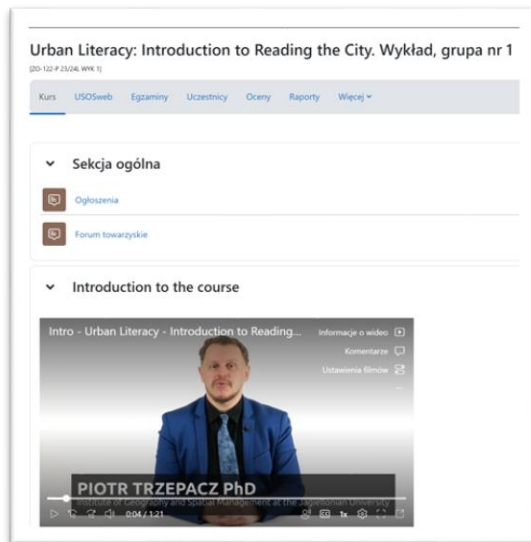 Urban Literacy: Introduction to Reading the City. Wykład, grupa nr 1
[ZO-122-P 23/24L WYK 1]
Kurs USOSweb Egzaminy Uczestnicy Oceny Raporty Więcej
Sekcja ogólna
Ogłoszenia
Forum towarzyskie
Introduction to the course
Intro - Urban Literacy - Introduction to Reading... Informacje o wideo
Komentarze
Ustawienia filmów
PIOTR TRZEPACZ PhD
Institute of Geography and Spatial Management at the Jagiellonian University
0:04 / 1:21 1x